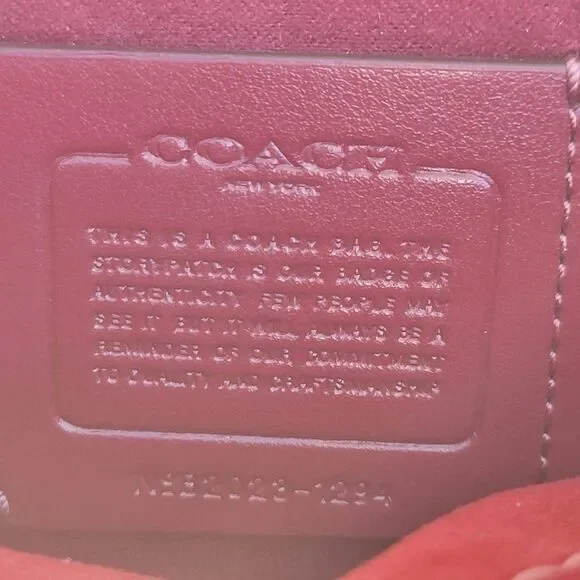 COACH
NEW YORK
THIS IS A COACH BAG. THE
STORYPATCH IS OUR BADGE OF
AUTHENTICITY. FEW PEOPLE MAY
SEE IT BUT IT WILL ALWAYS BE A
REMINDER OF OUR COMMITMENT
TO QUALITY AND CRAFTSMANSHIP